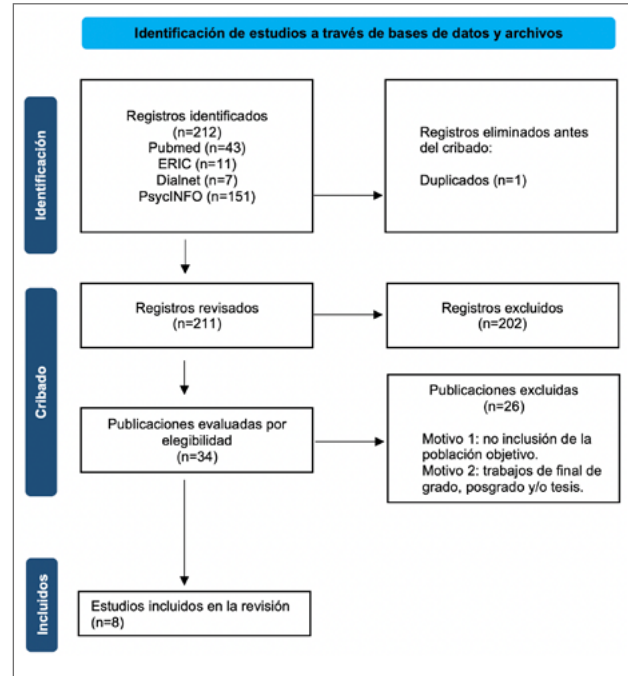 Identificación de estudios a través de bases de datos y archivos
Identificación
Registros identificados
(n=212)
Pubmed (n=43)
ERIC (n=11)
Dialnet (n=7)
PsycINFO (n=151)
Registros eliminados antes
del cribado:
Duplicados (n=1)
Cribado
Registros revisados
(n=211)
Registros excluidos
(n=202)
Publicaciones evaluadas por
elegibilidad
(n=34)
Publicaciones excluidas
(n=26)
Motivo 1: no inclusión de la
población objetivo.
Motivo 2: trabajos de final de
grado, posgrado y/o tesis.
Incluidos
Estudios incluidos en la revisión
(n=8)